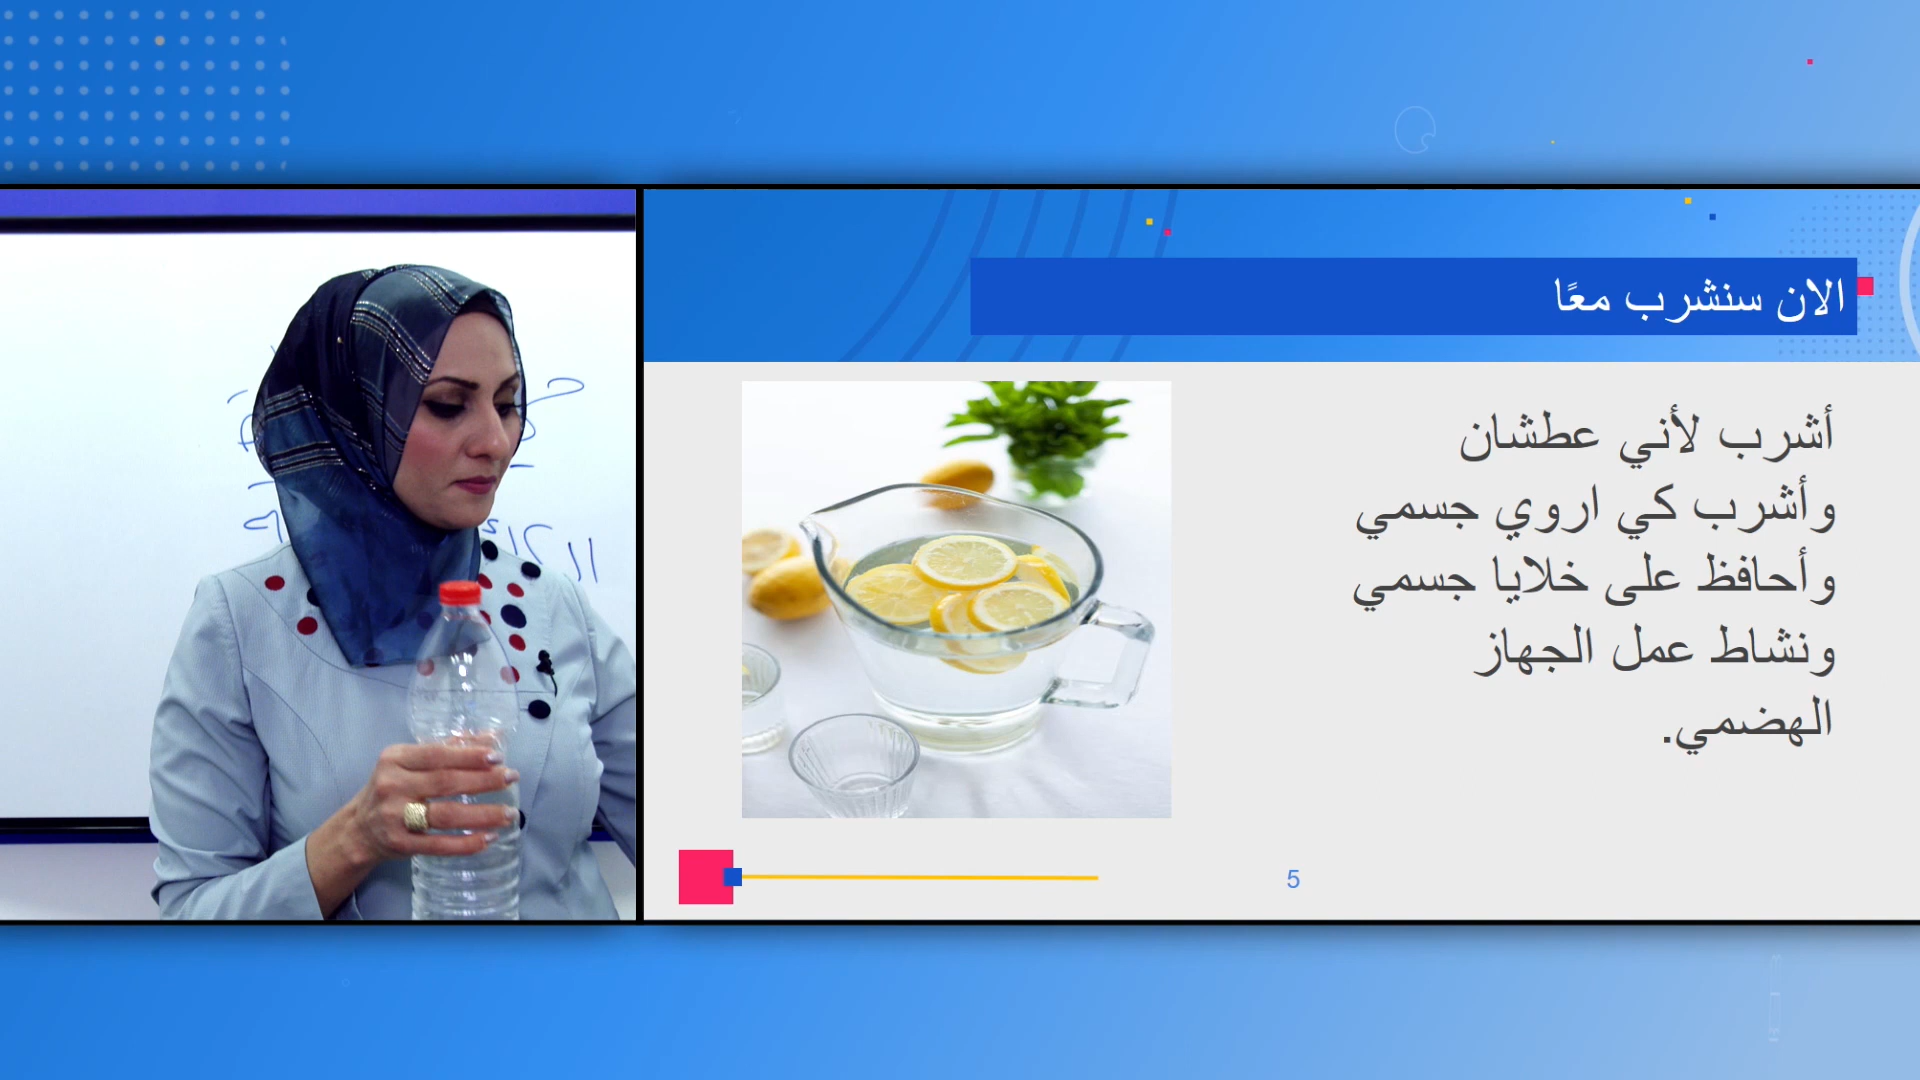 الان سنشرب معًا
أشرب لأني عطشان
وأشرب كي اروي جسمي
وأحافظ على خلايا جسمي
ونشاط عمل الجهاز
الهضمي.
5